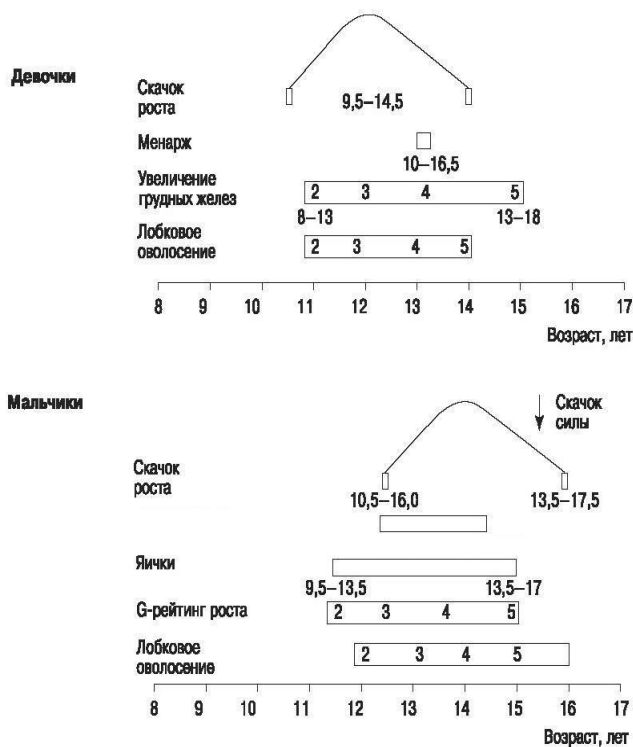 Девочки
Скачок
роста
9,5–14,5
Менарж
10–16,5
Увеличение
грудных желез
2 3 4 5
8–13 13–18
Лобковое
оволосение
2 3 4 5
8 9 10 11 12 13 14 15 16 17
Возраст, лет
Мальчики
Скачок
силы
Скачок
роста
10,5–16,0 13,5–17,5
Яички
9,5–13,5 13,5–17
G-рейтинг роста
2 3 4 5
Лобковое
оволосение
2 3 4 5
8 9 10 11 12 13 14 15 16 17
Возраст, лет